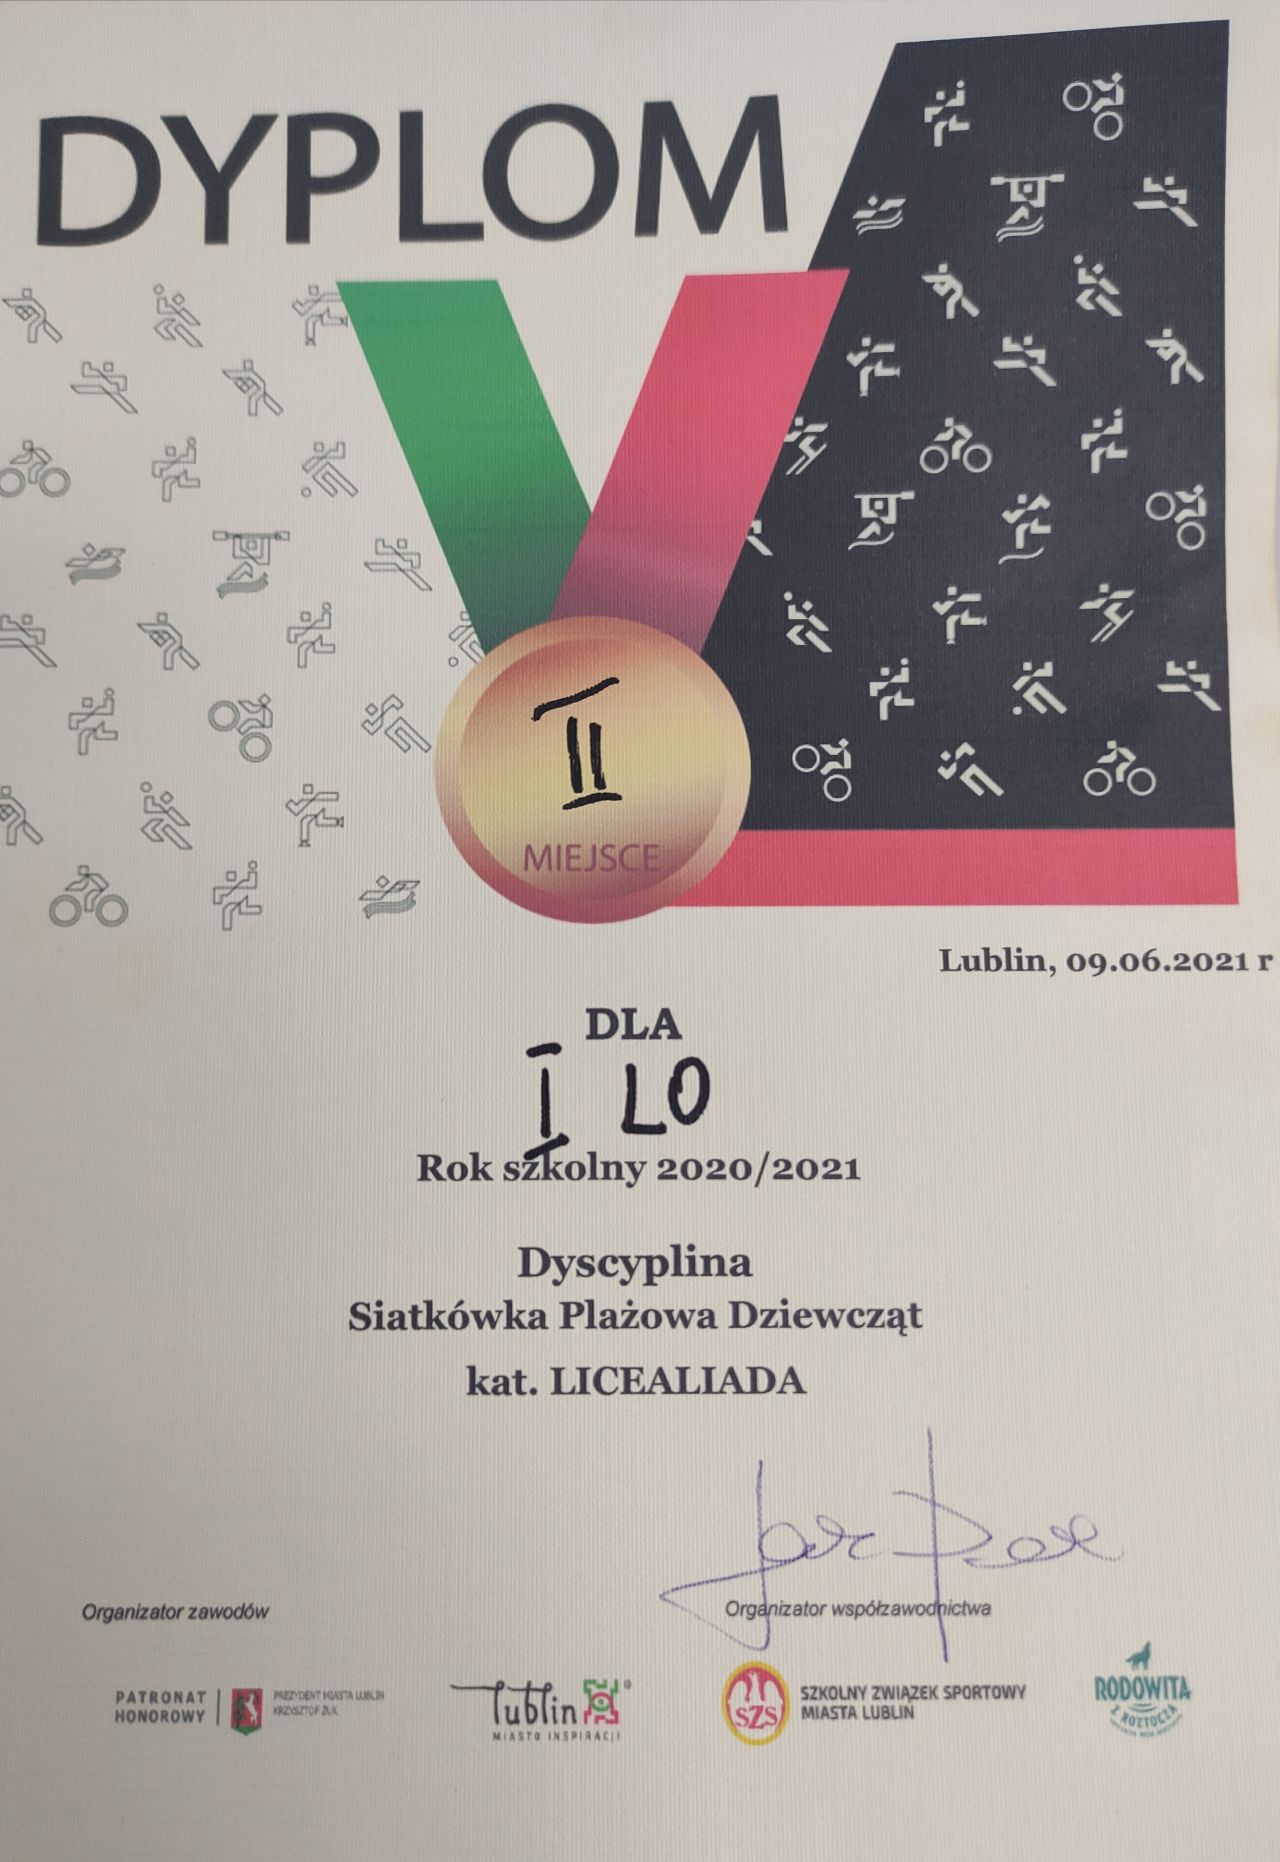 DYPLOM
II
MIEJSCE
Lublin, 09.06.2021 r
DLA
I LO
Rok szkolny 2020/2021
Dyscyplina
Siatkówka Plażowa Dziewcząt
kat. LICEALIADA
Organizator zawodów
Organizator współzawodnictwa
PATRONAT
HONOROWY
PREZYDENT MIASTA LUBLIN
KRZYSZTOF ŻUK
lublin
MIASTO INSPIRACJI
SZS
SZKOLNY ZWIĄZEK SPORTOWY
MIASTA LUBLIN
RODOWITA
Z ROZTOCZA